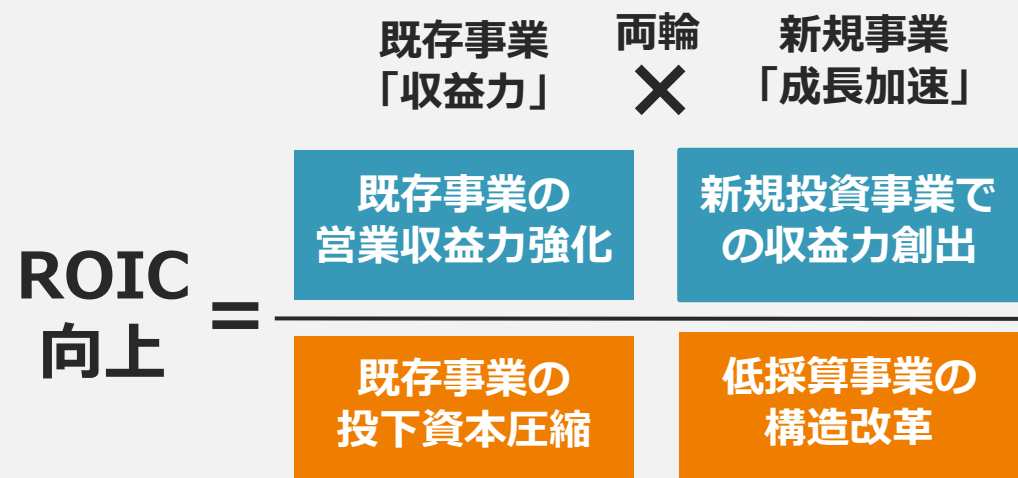 既存事業
「収益力」
両輪
×
新規事業
「成長加速」
ROIC
向上
=
既存事業の
営業収益力強化
新規投資事業で
の収益力創出
既存事業の
投下資本圧縮
低採算事業の
構造改革